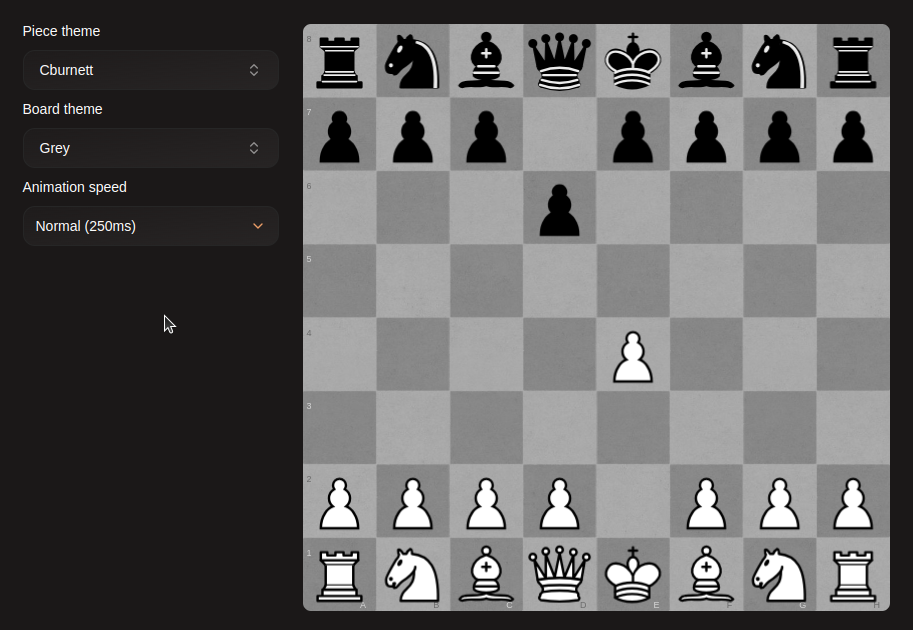 Piece theme
Cburnett
Board theme
Grey
Animation speed
Normal (250ms)
8
7
6
5
4
3
2
1
A B C D E F G H